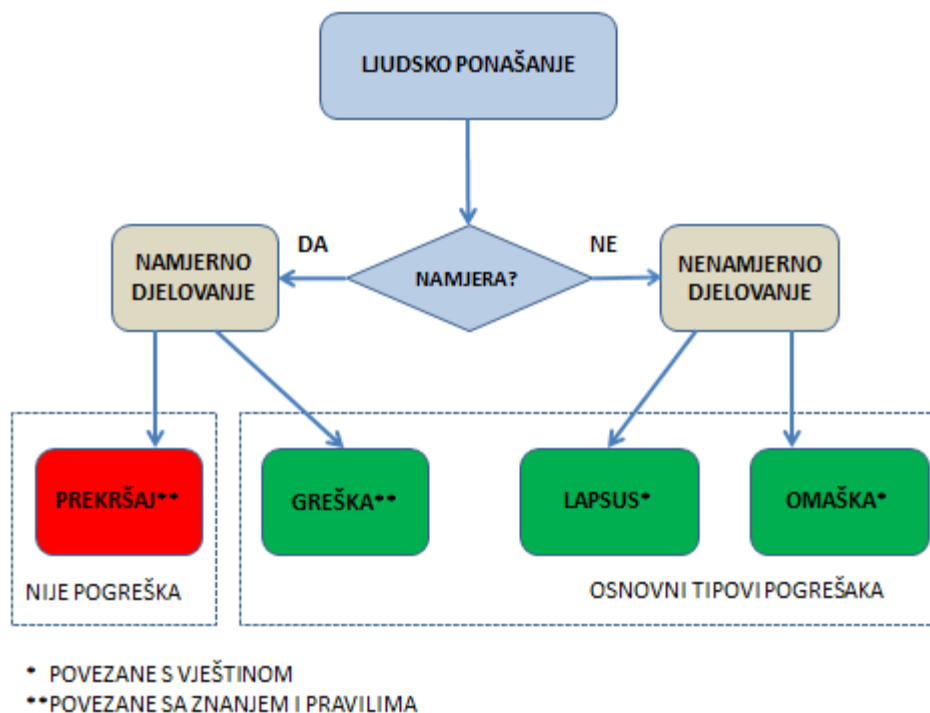 LJUDSKO PONAŠANJE
DA
NE
NAMJERNO
DJELOVANJE
NAMJERA?
NENAMJERNO
DJELOVANJE
PREKRŠAJ**
GREŠKA**
LAPSUS*
OMAŠKA*
NIJE POGREŠKA
OSNOVNI TIPOVI POGREŠAKA
* POVEZANE S VJEŠTINOM
**POVEZANE SA ZNANJEM I PRAVILIMA